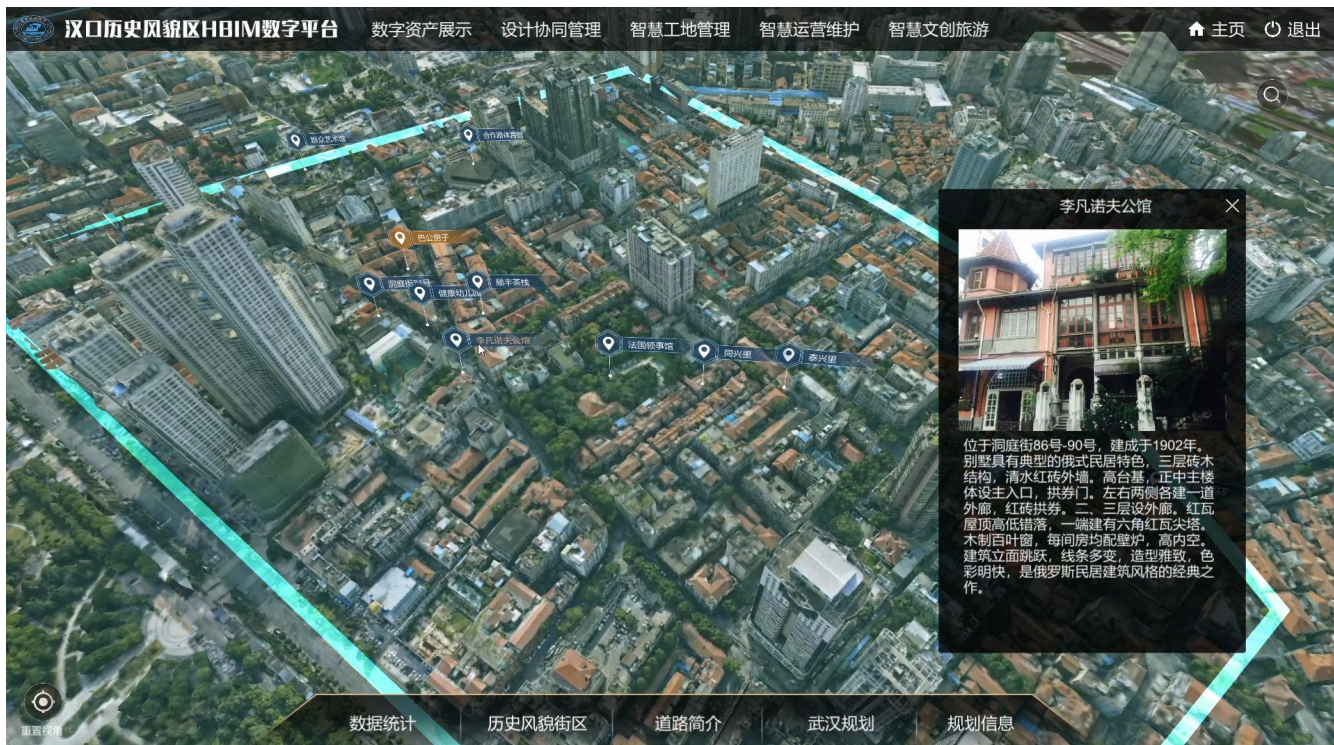 汉口历史风貌区HBIM数字平台
数字资产展示
设计协同管理
智慧工地管理
智慧运营维护
智慧文创旅游
主页
退出
群众艺术馆
合作路体育馆
巴公房子
洞庭街
号
健康幼儿园
顺丰茶栈
李凡诺夫公馆
法国领事馆
同兴里
泰兴里
李凡诺夫公馆
位于洞庭街86号-90号，建成于1902年。
别墅具有典型的俄式民居特色，三层砖木
结构，清水红砖外墙。高台基，正中主楼
体设主入口，拱券门。左右两侧各建一道
外廊，红砖拱券。二、三层设外廊。红瓦
屋顶高低错落，一端建有六角红瓦尖塔。
木制百叶窗，每间房均配壁炉，高内空。
建筑立面跳跃，线条多变，造型雅致，色
彩明快，是俄罗斯民居建筑风格的经典之
作。
重置视角
数据统计
历史风貌街区
道路简介
武汉规划
规划信息